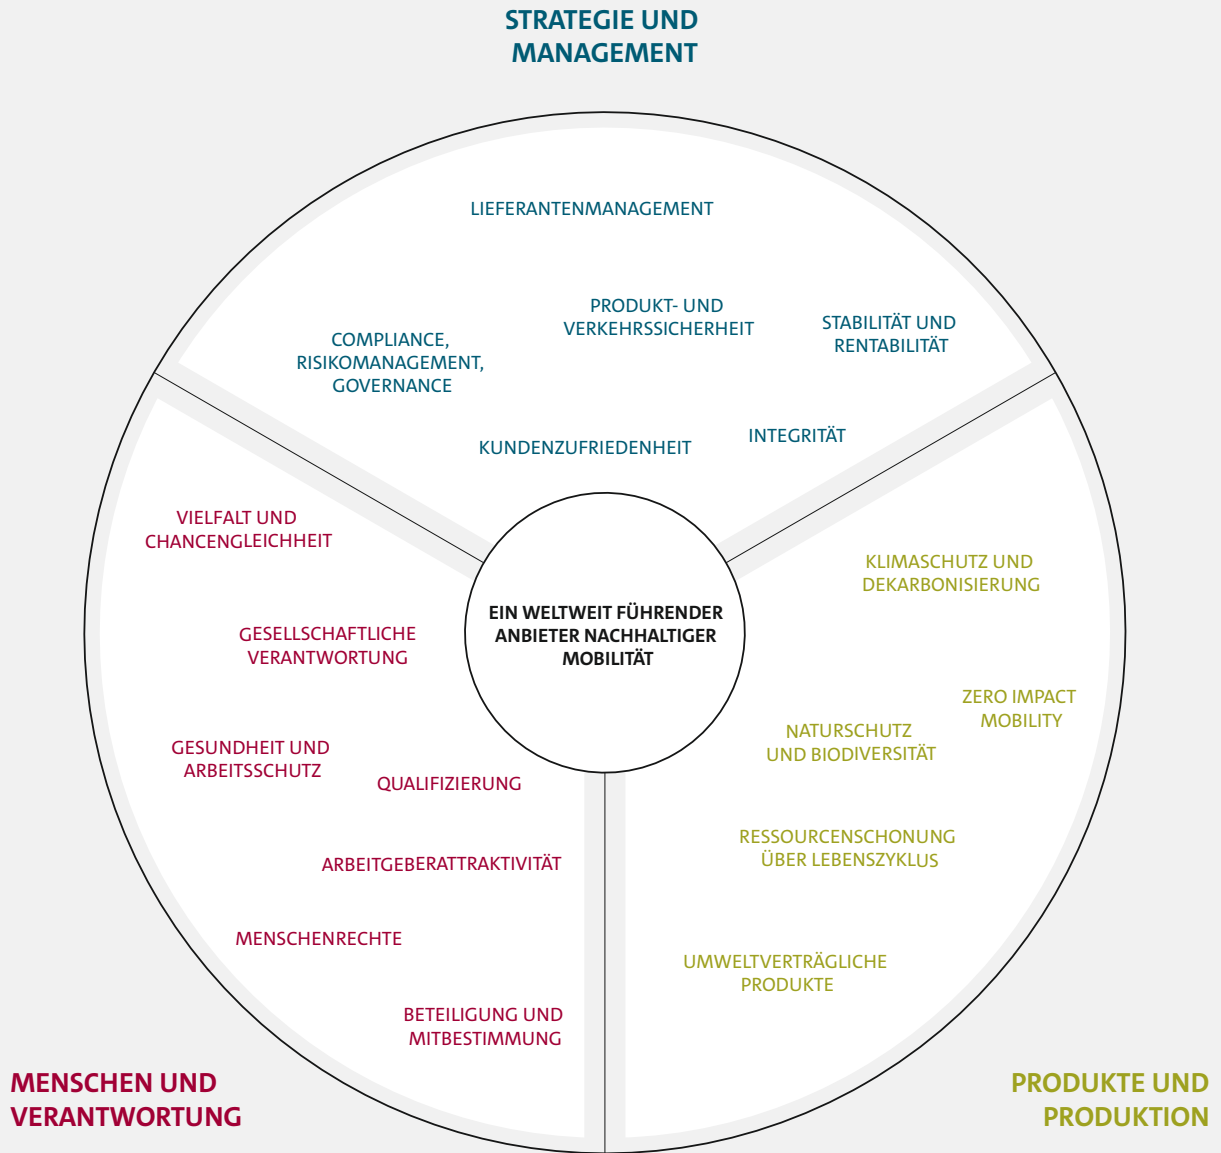 STRATEGIE UND
MANAGEMENT
LIEFERANTENMANAGEMENT
PRODUKT- UND
VERKEHRSSICHERHEIT
STABILITÄT UND
RENTABILITÄT
COMPLIANCE,
RISIKOMANAGEMENT,
GOVERNANCE
KUNDENZUFRIEDENHEIT
INTEGRITÄT
VIELFALT UND
CHANCENGLEICHHEIT
GESELLSCHAFTLICHE
VERANTWORTUNG
GESUNDHEIT UND
ARBEITSSCHUTZ
QUALIFIZIERUNG
ARBEITGEBERATTRAKTIVITÄT
MENSCHENRECHTE
BETEILIGUNG UND
MITBESTIMMUNG
MENSCHEN UND
VERANTWORTUNG
EIN WELTWEIT FÜHRENDER
ANBIETER NACHHALTIGER
MOBILITÄT
KLIMASCHUTZ UND
DEKARBONISIERUNG
ZERO IMPACT
MOBILITY
NATURSCHUTZ
UND BIODIVERSITÄT
RESSOURCENSCHONUNG
ÜBER LEBENSZYKLUS
UMWELTVERTRÄGLICHE
PRODUKTE
PRODUKTE UND
PRODUKTION